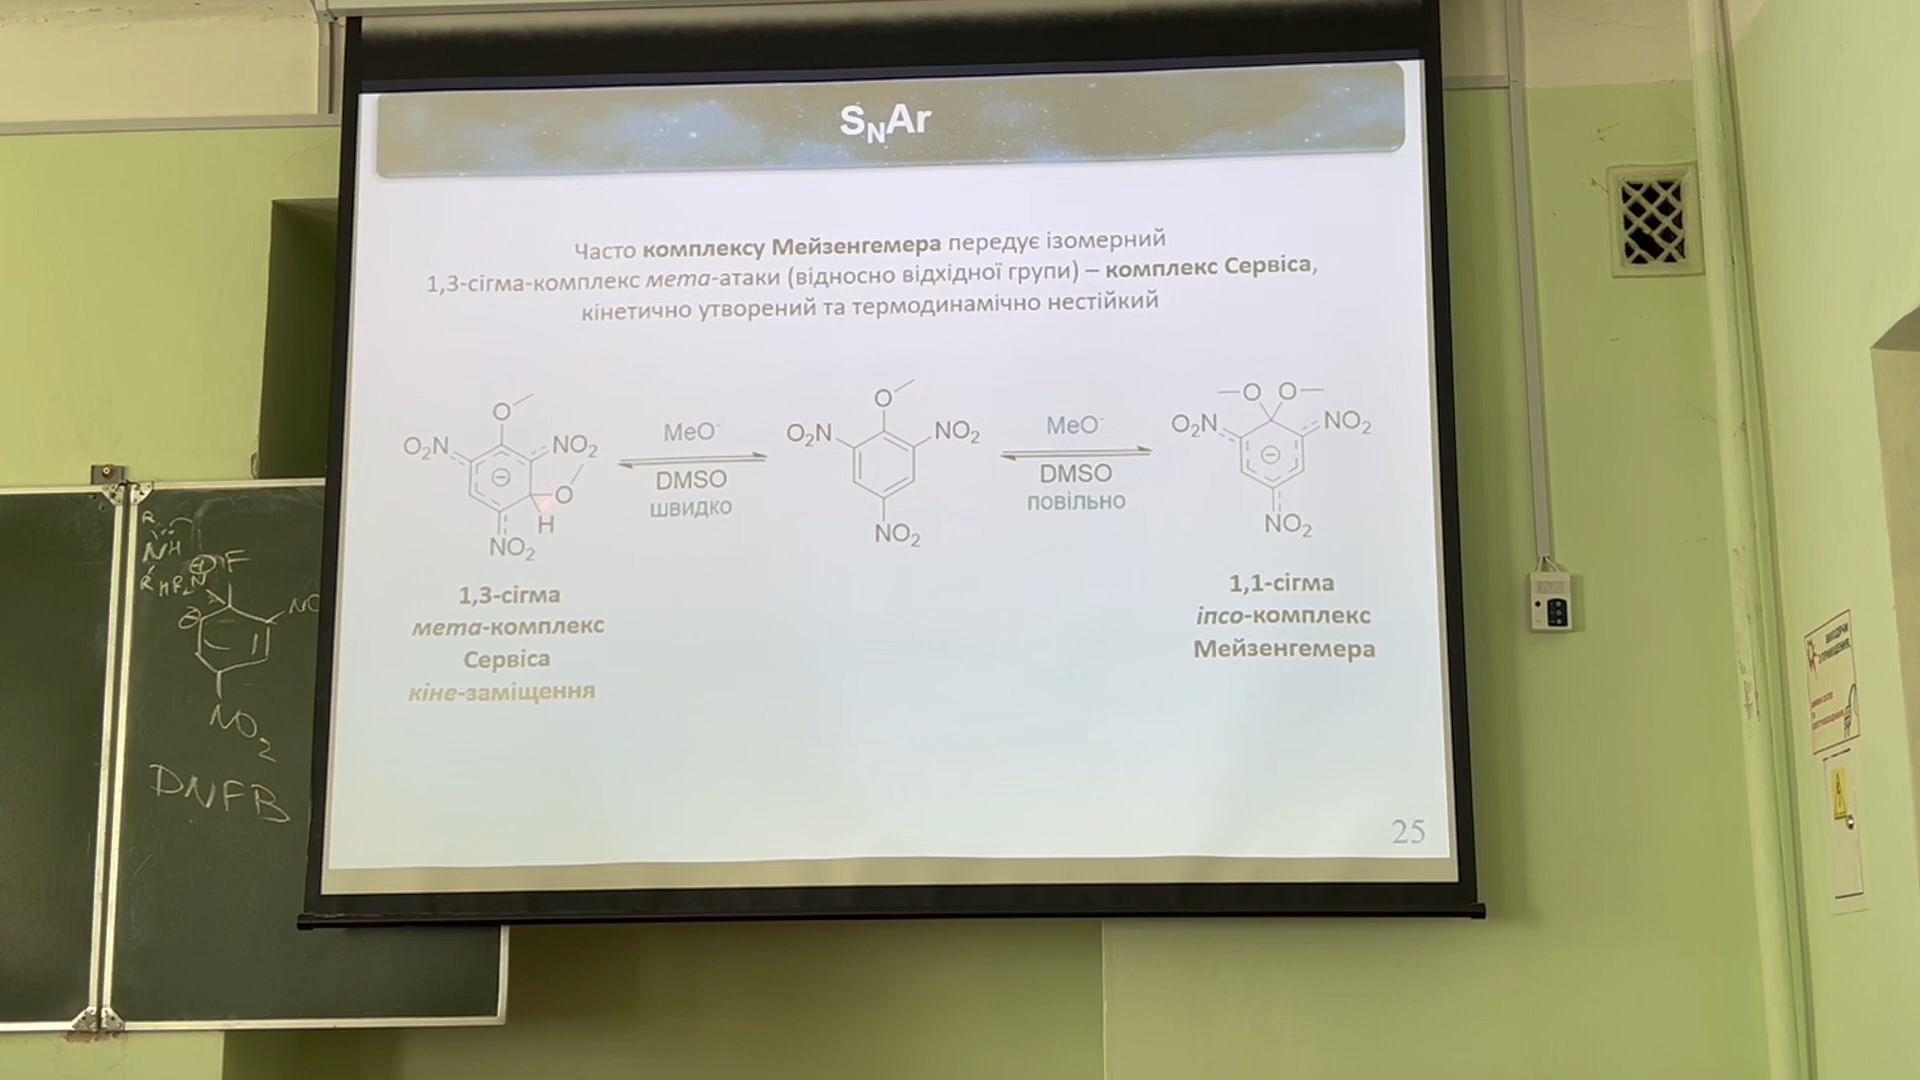 SNAr
Часто комплексу Мейзенгемера передує ізомерний
1,3-сігма-комплекс мета-атаки (відносно відхідної групи) – комплекс Сервіса,
кінетично утворений та термодинамічно нестійкий
O
O2N
NO2
O
H
NO2
MeO-
DMSO
швидко
O
O2N
NO2
NO2
MeO-
DMSO
повільно
O O
O2N
NO2
NO2
1,3-сігма
мета-комплекс
Сервіса
кіне-заміщення
1,1-сігма
іпсо-комплекс
Мейзенгемера
25
R
NH
F
NO2
DNFB